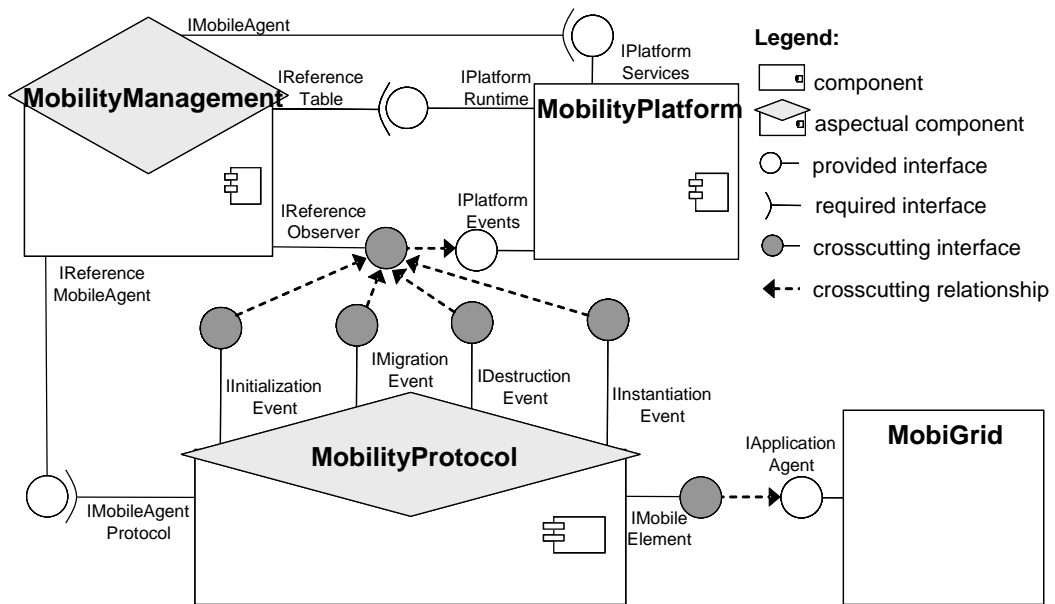 IMobileAgent
IPlatform
Services
IReference
Table
IPlatform
Runtime
MobilityManagement
MobilityPlatform
IReference
Observer
IPlatform
Events
IReference
MobileAgent
IInitialization
Event
IMigration
Event
IDestruction
Event
IInstantiation
Event
MobilityProtocol
IMobileAgent
Protocol
IMobile
Element
IApplication
Agent
MobiGrid
Legend:
component
aspectual component
provided interface
required interface
crosscutting interface
crosscutting relationship